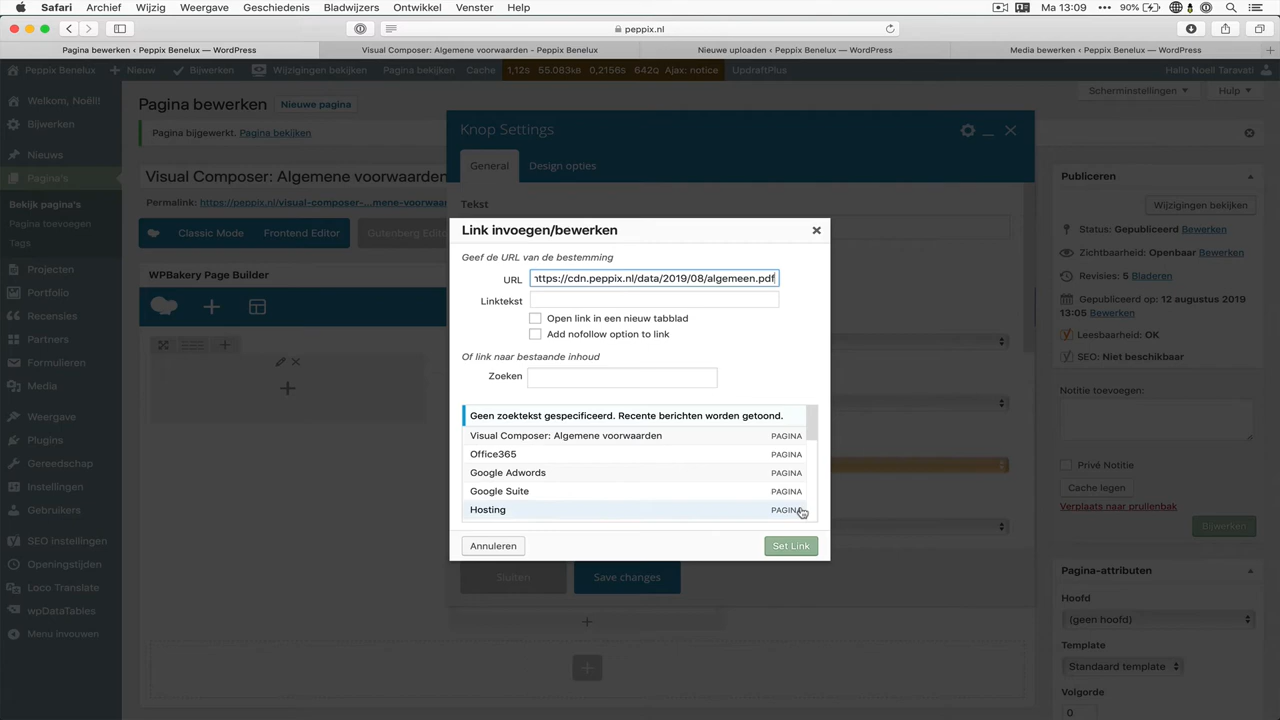 Safari Archief Wijzig Weergave Geschiedenis Bladwijzers Ontwikkel Venster Help 90% Ma 13:09
peppix.nl
Pagina bewerken ‹ Peppix Benelux — WordPress
Visual Composer: Algemene voorwaarden - Peppix Benelux
Nieuwe uploaden ‹ Peppix Benelux — WordPress
Media bewerken ‹ Peppix Benelux — WordPress
Peppix Benelux Nieuw Bijwerken Wijzigingen bekijken Pagina bekijken Cache 1,12s 55.083kB 0,2156s 642Q Ajax: notice UpdraftPlus Hallo Noell Taravati
Welkom, Noëll!
Bijwerken
Nieuws
Pagina's
Bekijk pagina's
Pagina toevoegen
Tags
Projecten
Portfolio
Recensies
Partners
Formulieren
Media
Weergave
Plugins
Gereedschap
Instellingen
Gebruikers
SEO instellingen
Openingstijden
Loco Translate
wpDataTables
Menu invouwen
Pagina bewerken Nieuwe pagina
Scherminstellingen Hulp
Pagina bijgewerkt. Pagina bekijken
Visual Composer: Algemene voorwaarden
Permalink: https://peppix.nl/visual-composer-...mene-voorwaar
Classic Mode Frontend Editor Gutenberg Edito
WPBakery Page Builder
Knop Settings
General Design opties
Tekst
Link invoegen/bewerken
Geef de URL van de bestemming
URL https://cdn.peppix.nl/data/2019/08/algemeen.pdf
Linktekst
Open link in een nieuw tabblad
Add nofollow option to link
Of link naar bestaande inhoud
Zoeken
Geen zoektekst gespecificeerd. Recente berichten worden getoond.
Visual Composer: Algemene voorwaarden PAGINA
Office365 PAGINA
Google Adwords PAGINA
Google Suite PAGINA
Hosting PAGINA
Annuleren Set Link
Sluiten Save changes
Publiceren
Wijzigingen bekijken
Status: Gepubliceerd Bewerken
Zichtbaarheid: Openbaar Bewerken
Revisies: 5 Bladeren
Gepubliceerd op: 12 augustus 2019
13:05 Bewerken
Leesbaarheid: OK
SEO: Niet beschikbaar
Notitie toevoegen:
Privé Notitie
Cache legen
Verplaats naar prullenbak
Bijwerken
Pagina-attributen
Hoofd
(geen hoofd)
Template
Standaard template
Volgorde
0